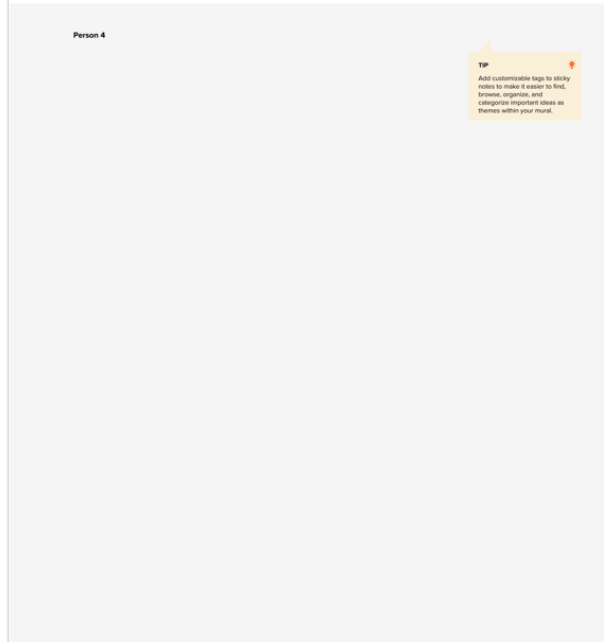 Person 4
TIP
Add customizable tags to sticky
notes to make it easier to find,
browse, organize, and
categorize important ideas as
themes within your mural.